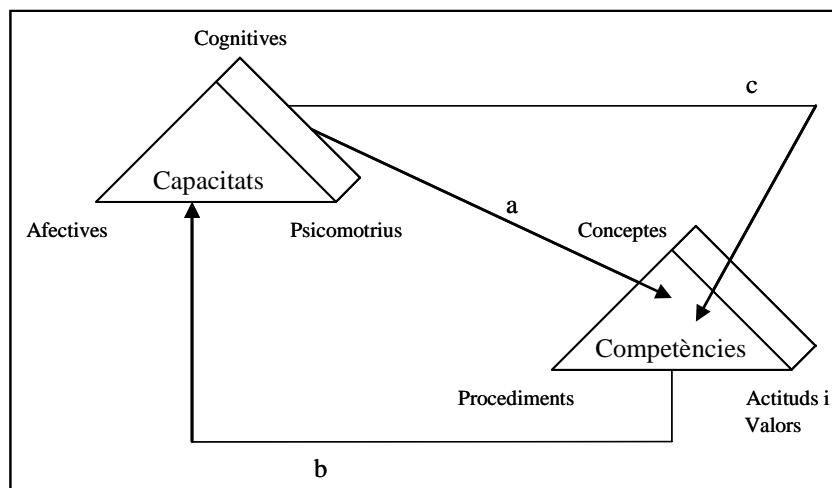 Cognitives
c
Capacitats
a
Afectives
Psicomotrius
Conceptes
Competències
Procediments
Actituds i
Valors
b